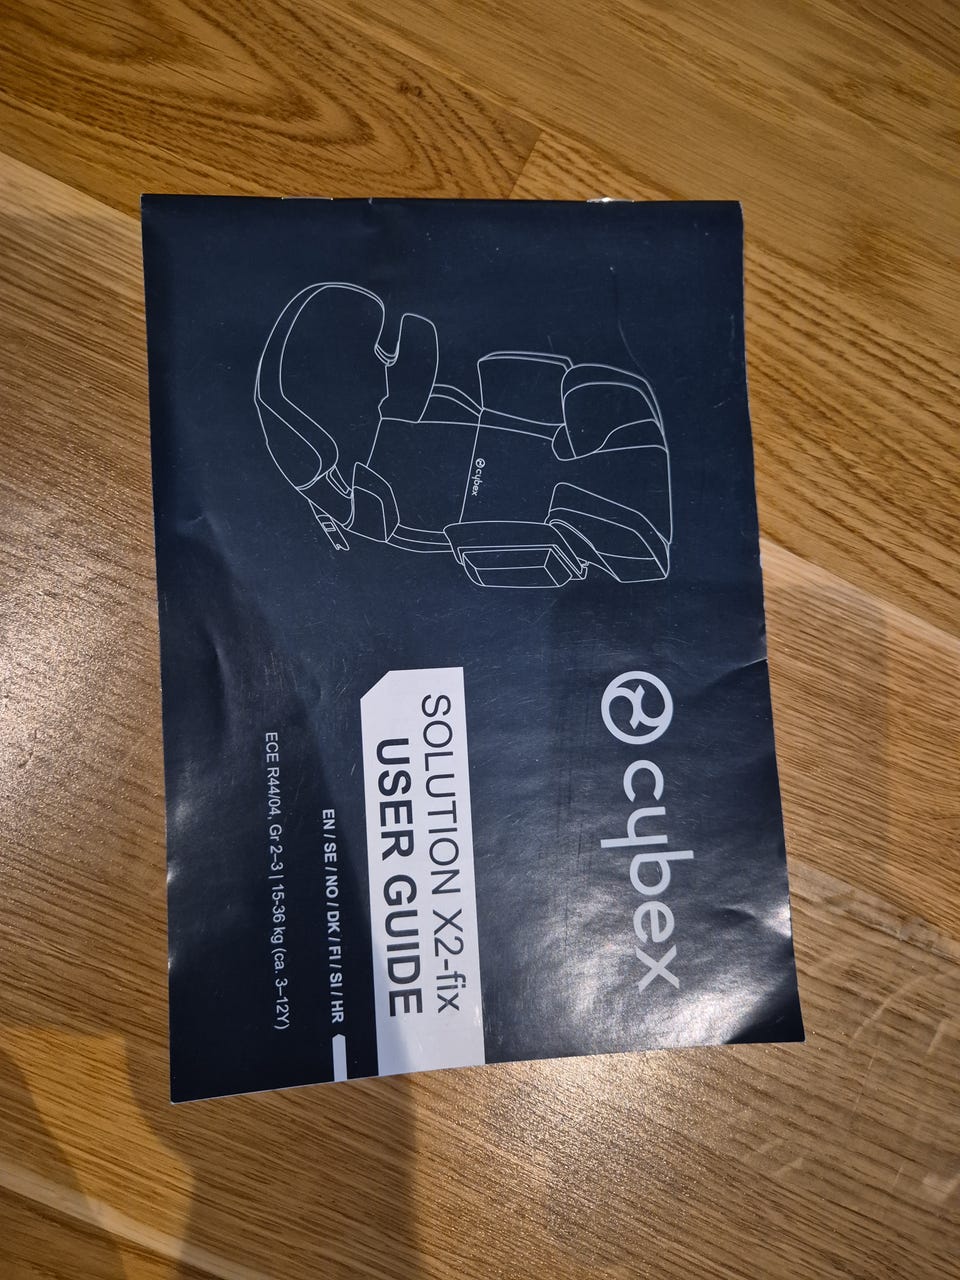 cybex
SOLUTION X2-fix
USER GUIDE
EN / SE / NO / DK / FI / SI / HR
ECE R44/04, Gr 2–3 | 15-36 kg (ca. 3–12Y)
cybex